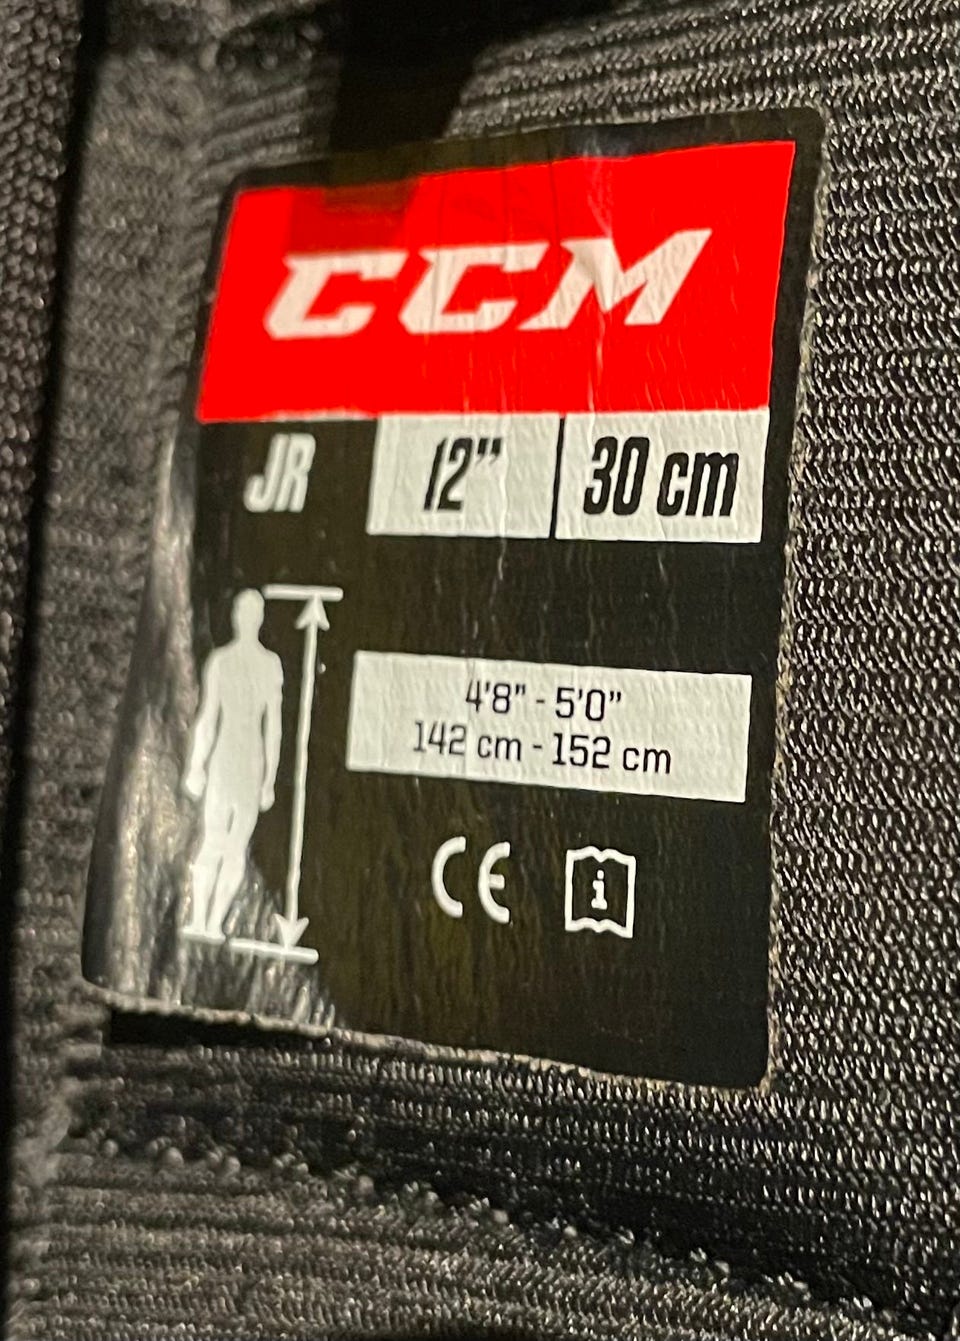 CCM
JR 12" 30 cm
4'8" - 5'0"
142 cm - 152 cm
CE i